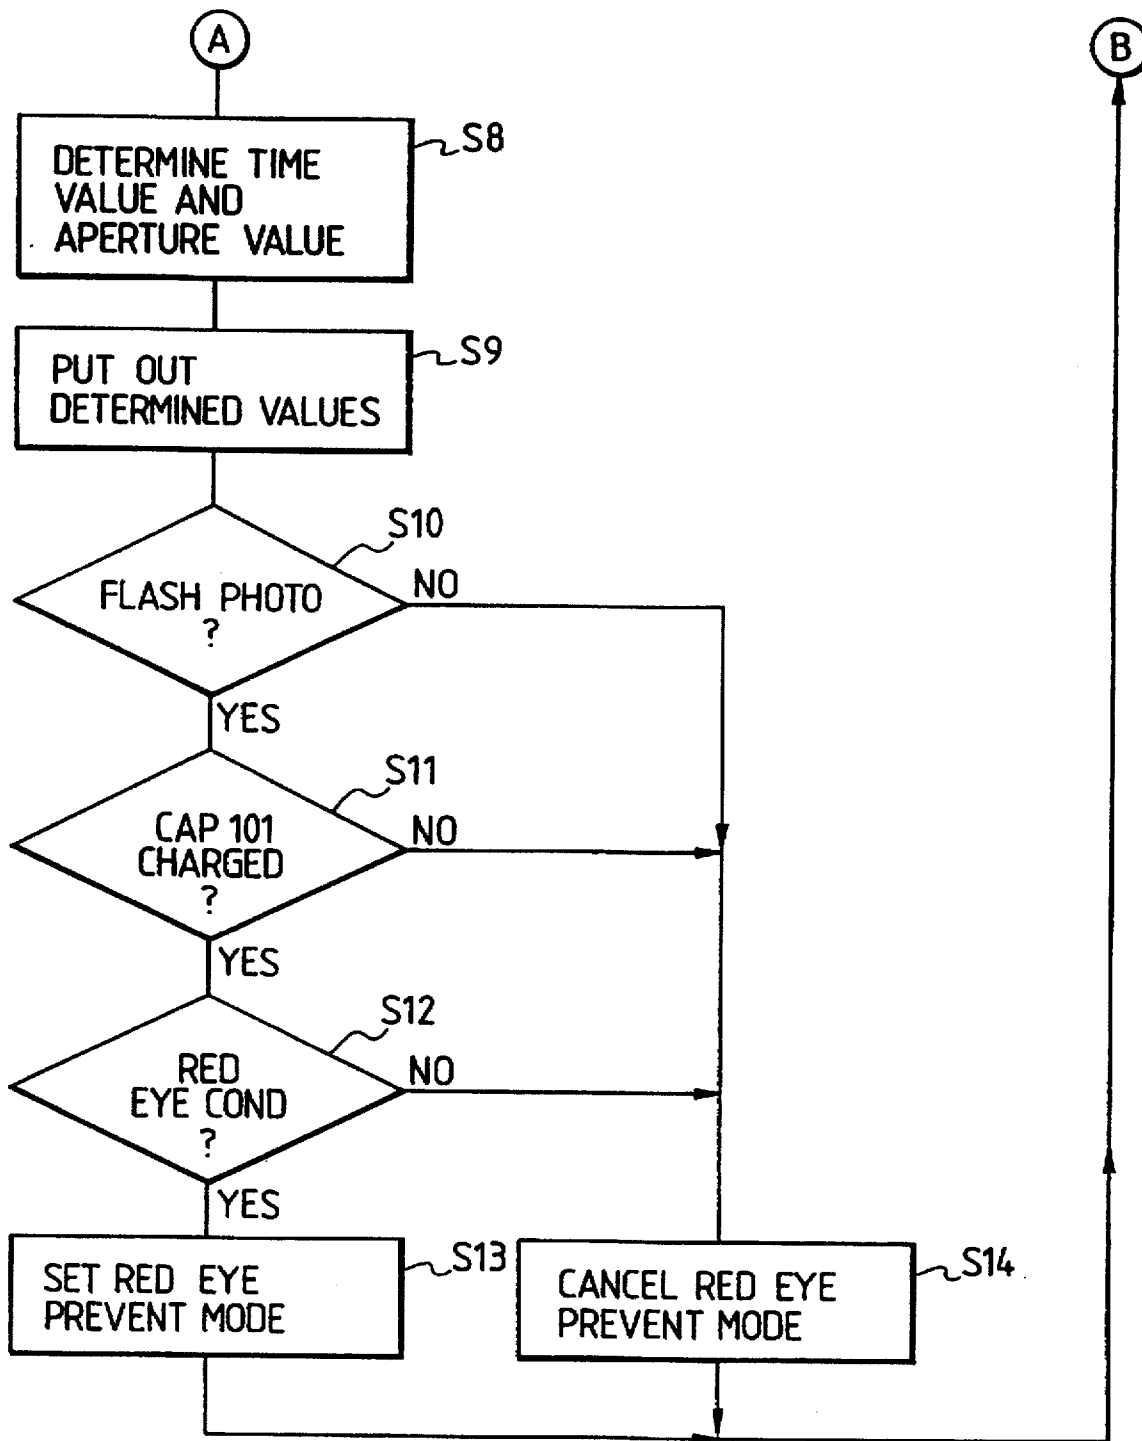 A
B
S8
DETERMINE TIME
VALUE AND
APERTURE VALUE
S9
PUT OUT
DETERMINED VALUES
S10
FLASH PHOTO
?
NO
YES
S11
CAP 101
CHARGED
?
NO
YES
S12
RED
EYE COND
?
NO
YES
S13
SET RED EYE
PREVENT MODE
S14
CANCEL RED EYE
PREVENT MODE